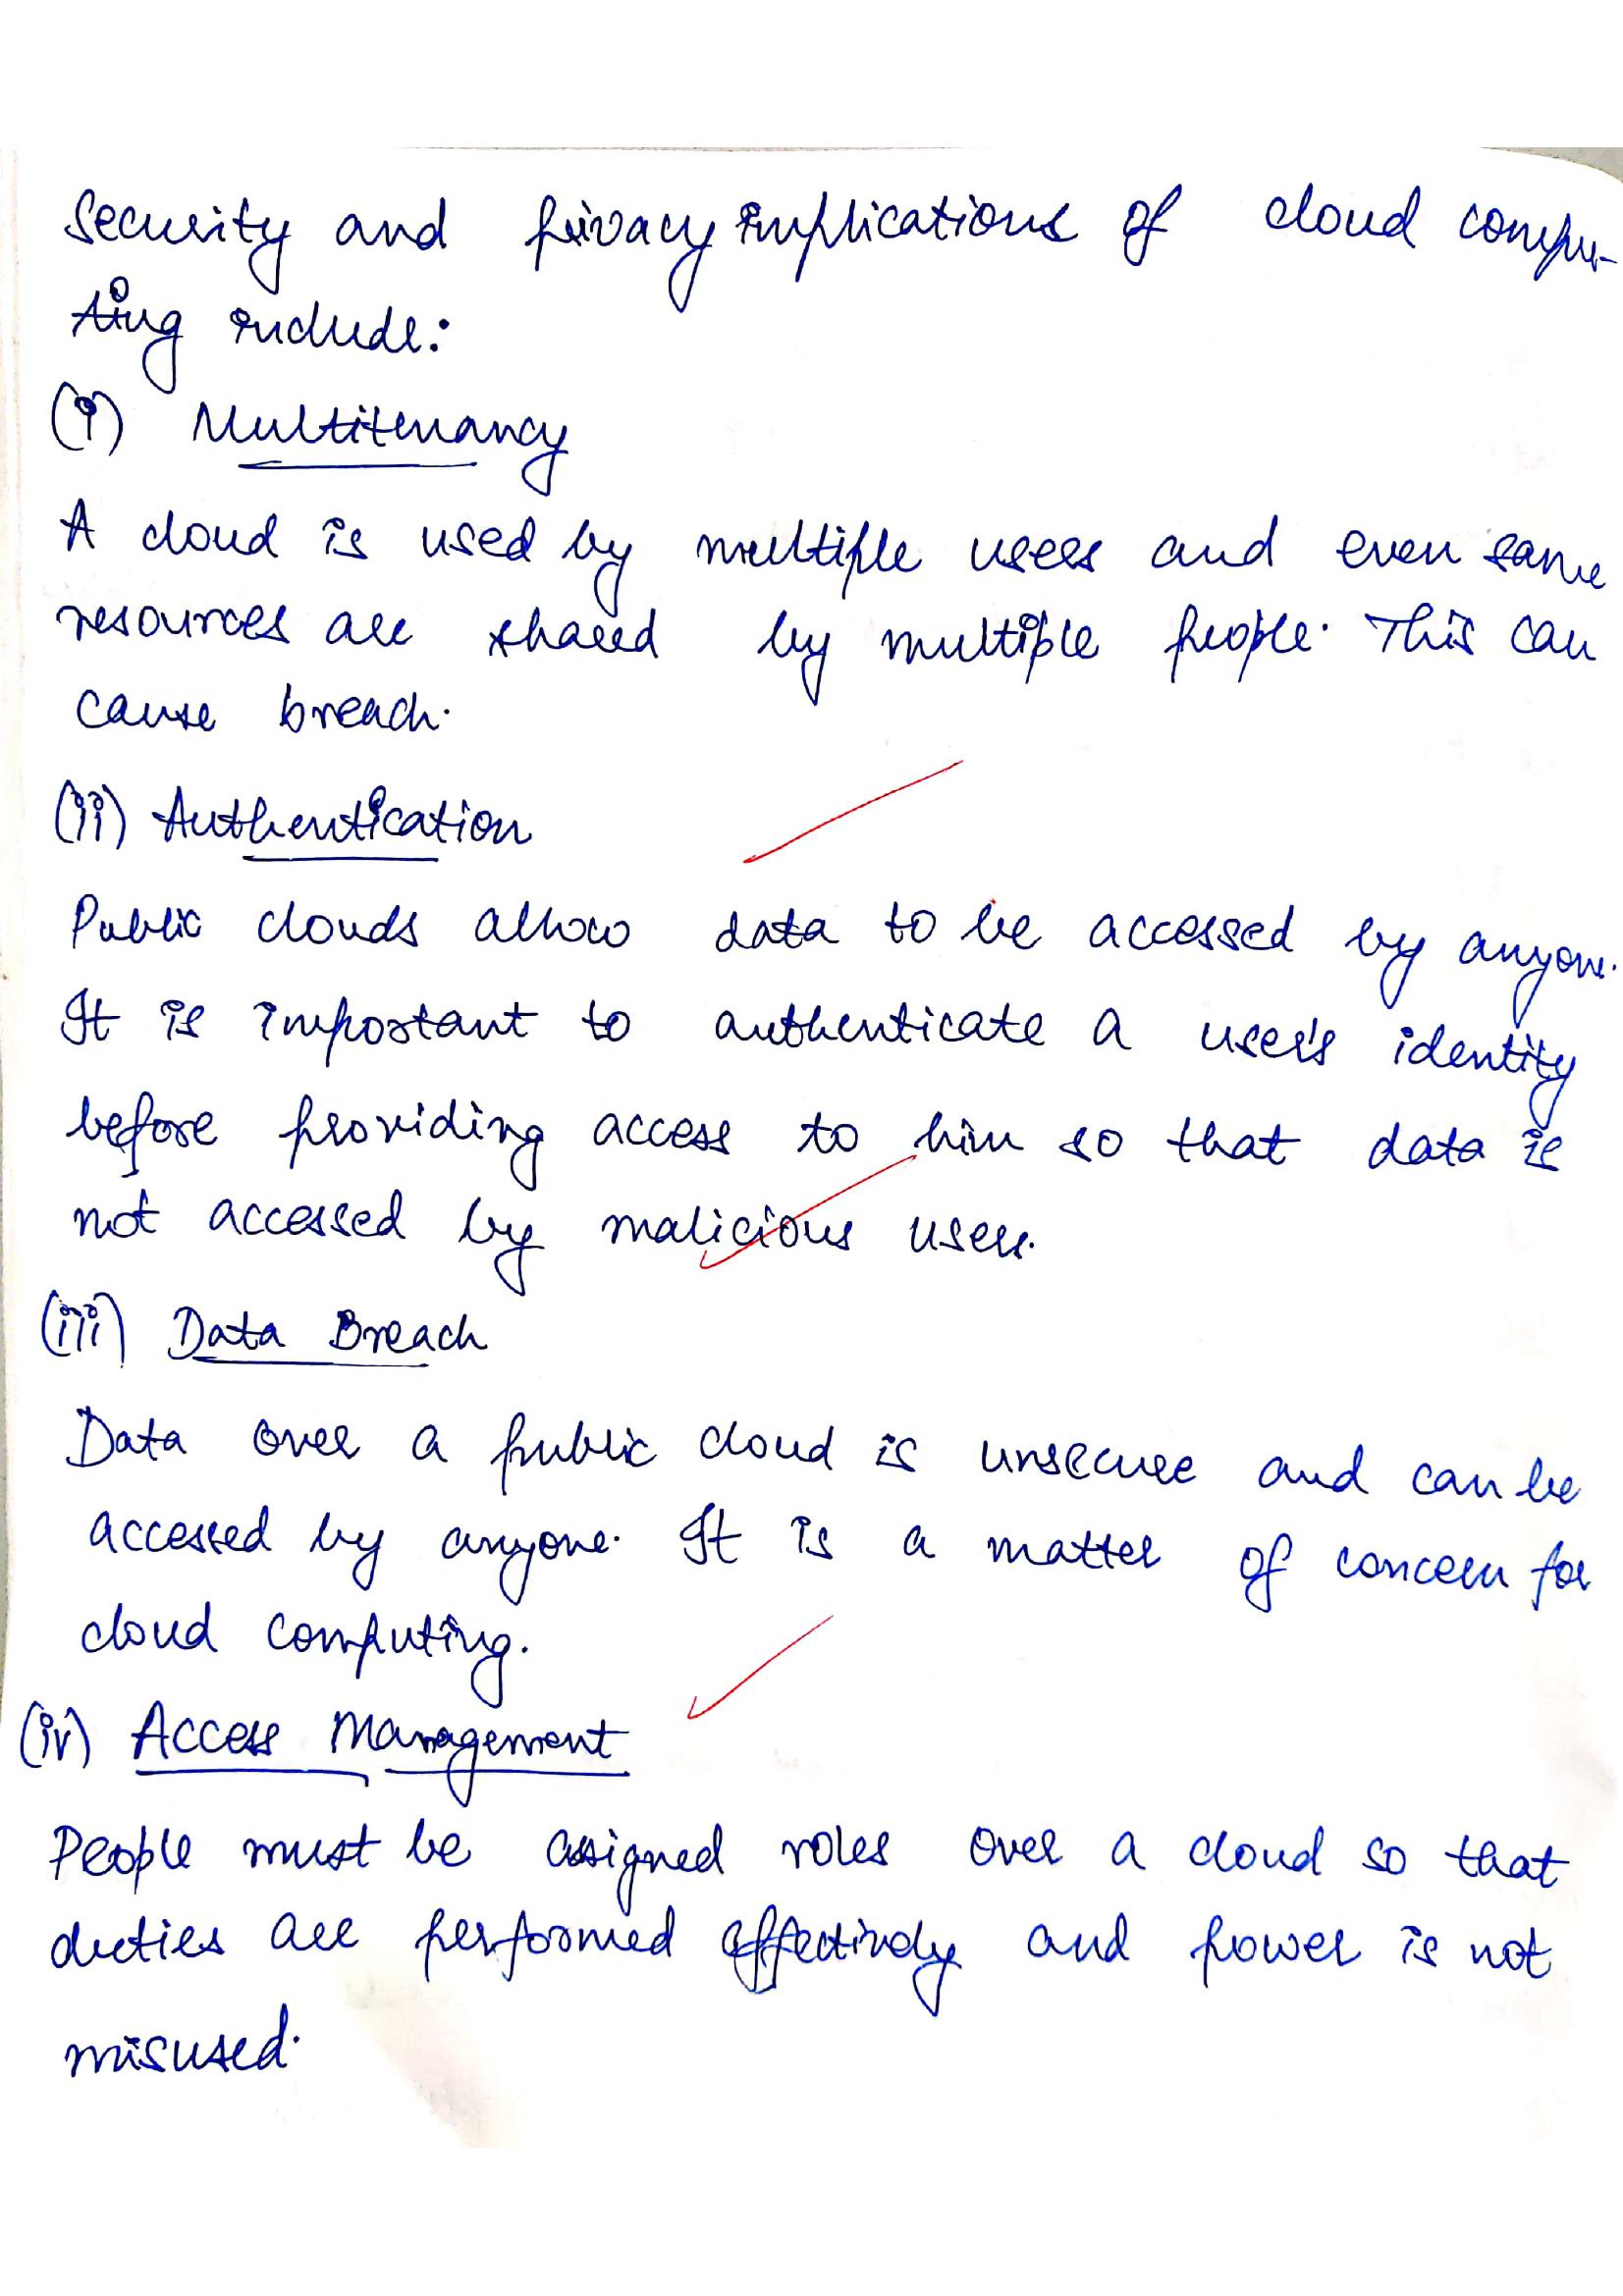 Security and privacy implications of cloud compu-
ting include:
(i) Multitenancy
A cloud is used by multiple users and even same
resources are shared by multiple people. This can
cause breach.
(ii) Authentication
Public clouds allow data to be accessed by anyone.
It is important to authenticate a user's identity
before providing access to him so that data is
not accessed by malicious user.
(iii) Data Breach
Data over a public cloud is unsecure and can be
accessed by anyone. It is a matter of concern for
cloud computing.
(iv) Access Management
People must be assigned roles over a cloud so that
duties are performed effectively and power is not
misused.